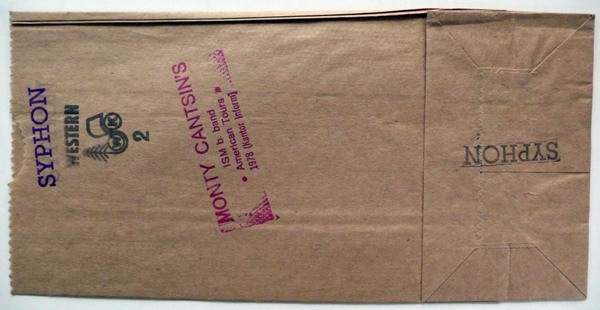 SYPHON
WESTERN
2
MONTY CANTSIN'S
ISM b. band
American Tours
1978 (Kantor Inform)
SYPHON